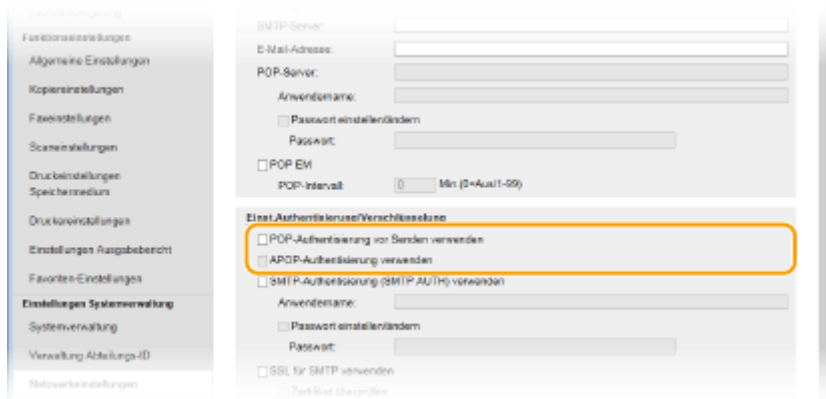 Funktionseinstellungen
Allgemeine Einstellungen
Kopiereinstellungen
Faxeinstellungen
Scaneinstellungen
Druckeinstellungen
Speichermedium
Druckereinstellungen
Einstellungen Ausgabebericht
Favoriten-Einstellungen
Einstellungen Systemverwaltung
Systemverwaltung
Verwaltung Abteilungs-ID
Netzwerkeinstellungen
SMTP-Server:
E-Mail-Adresse:
POP-Server:
Anwendername:
Passwort einstellen/ändern
Passwort:
POP EM
POP-Intervall: 0 Min.(0=Aus/1-99)
Einst.Authentisierung/Verschlüsselung
POP-Authentisierung vor Senden verwenden
APOP-Authentisierung verwenden
SMTP-Authentisierung (SMTP AUTH) verwenden
Anwendername:
Passwort einstellen/ändern
Passwort:
SSL für SMTP verwenden
Zertifikat überprüfen